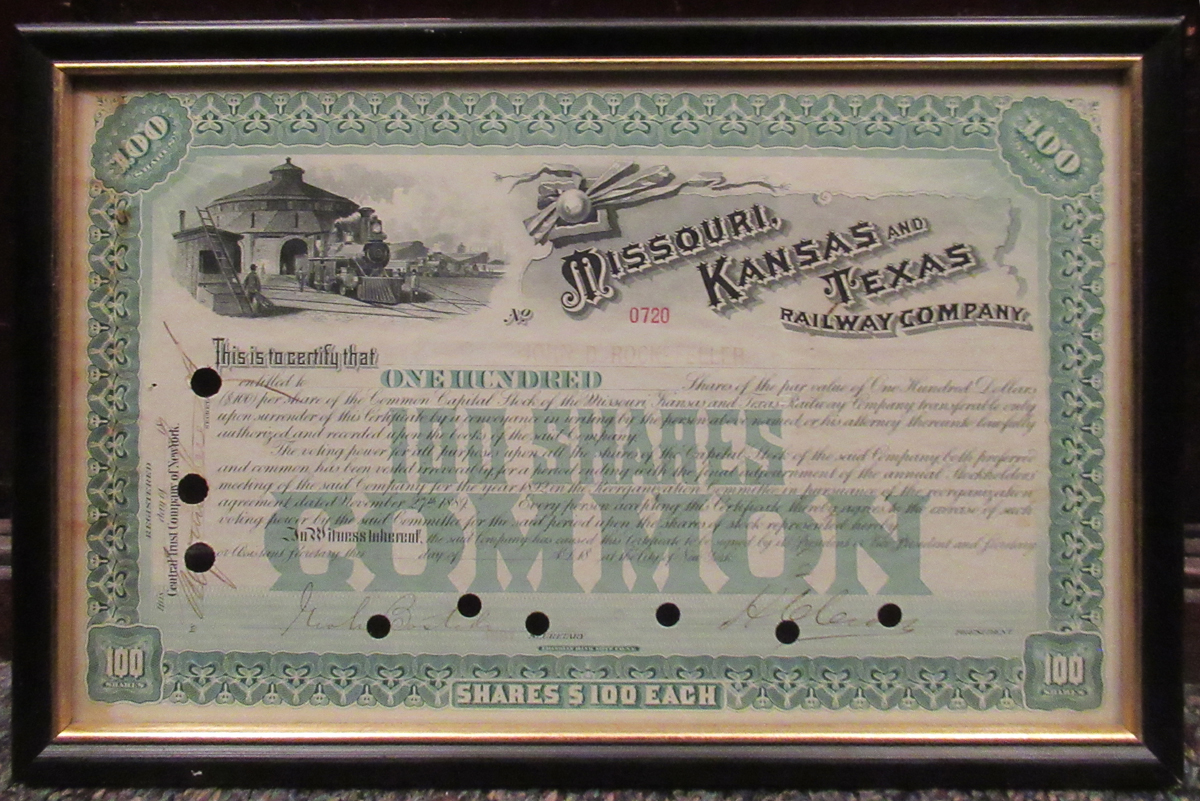 100
SHARES
100
SHARES
MISSOURI,
KANSAS AND
TEXAS
RAILWAY COMPANY.
No
0720
This is to certify that
JOHN D ROCKEFELLER
entitled to ONE HUNDRED Shares of the par value of One Hundred Dollars
($100) per share of the Common Capital Stock of the Missouri Kansas and Texas Railway Company transferable only
upon surrender of this Certificate by a conveyance in writing by the person above named or his attorney thereunto lawfully
authorized and recorded upon the books of the said Company.
The voting power for all purposes upon all the shares of the Capital Stock of the said Company both preferred
and common has been vested irrevocably for a period ending with the adjournment of the annual Stockholders
meeting of the said Company for the year in the Reorganization Committee in pursuance of the reorganization
agreement dated November Every person accepting this Certificate thereby agrees to the exercise of such
voting power by the said Committee for the said period upon the shares of stock represented hereby
In Witness Whereof, the said Company has caused this Certificate to be signed by its President or Vice President and Secretary
or Assistant Secretary this day of A.D. 18 at the City of New York.
100 SHARES
COMMON
SECRETARY
PRESIDENT
REGISTERED
this day of 18
Central Trust Company of New York.
100
SHARES
SHARES $100 EACH
100
SHARES